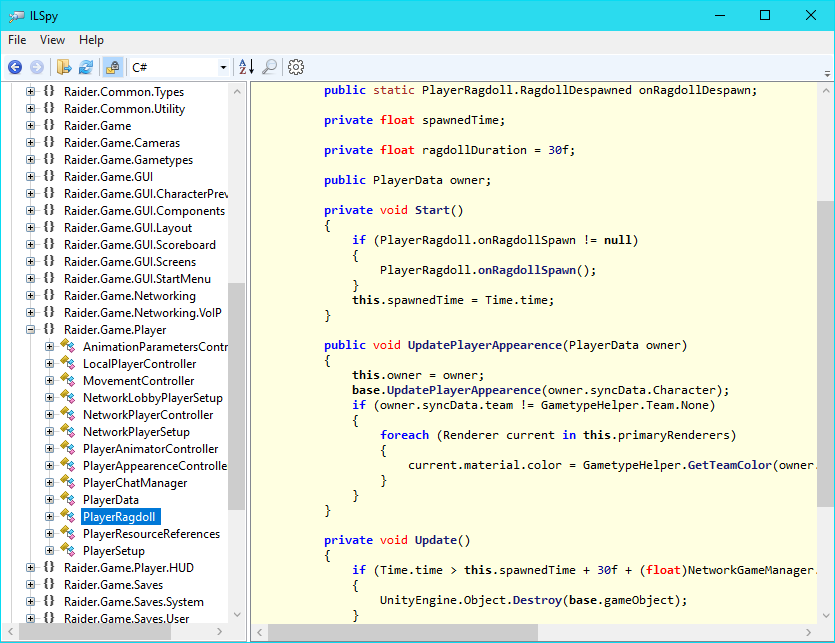 ILSpy
File View Help
C#
Raider.Common.Types
Raider.Common.Utility
Raider.Game
Raider.Game.Cameras
Raider.Game.Gametypes
Raider.Game.GUI
Raider.Game.GUI.CharacterPrev
Raider.Game.GUI.Components
Raider.Game.GUI.Layout
Raider.Game.GUI.Scoreboard
Raider.Game.GUI.Screens
Raider.Game.GUI.StartMenu
Raider.Game.Networking
Raider.Game.Networking.VoIP
Raider.Game.Player
AnimationParametersContr
LocalPlayerController
MovementController
NetworkLobbyPlayerSetup
NetworkPlayerController
NetworkPlayerSetup
PlayerAnimatorController
PlayerAppearenceControlle
PlayerChatManager
PlayerData
PlayerRagdoll
PlayerResourceReferences
PlayerSetup
Raider.Game.Player.HUD
Raider.Game.Saves
Raider.Game.Saves.System
Raider.Game.Saves.User
public static PlayerRagdoll.RagdollDespawned onRagdollDespawn;
private float spawnedTime;
private float ragdollDuration = 30f;
public PlayerData owner;
private void Start()
{
if (PlayerRagdoll.onRagdollSpawn != null)
{
PlayerRagdoll.onRagdollSpawn();
}
this.spawnedTime = Time.time;
}
public void UpdatePlayerAppearence(PlayerData owner)
{
this.owner = owner;
base.UpdatePlayerAppearence(owner.syncData.Character);
if (owner.syncData.team != GametypeHelper.Team.None)
{
foreach (Renderer current in this.primaryRenderers)
{
current.material.color = GametypeHelper.GetTeamColor(owner.
}
}
}
private void Update()
{
if (Time.time > this.spawnedTime + 30f + (float)NetworkGameManager.
{
UnityEngine.Object.Destroy(base.gameObject);
}